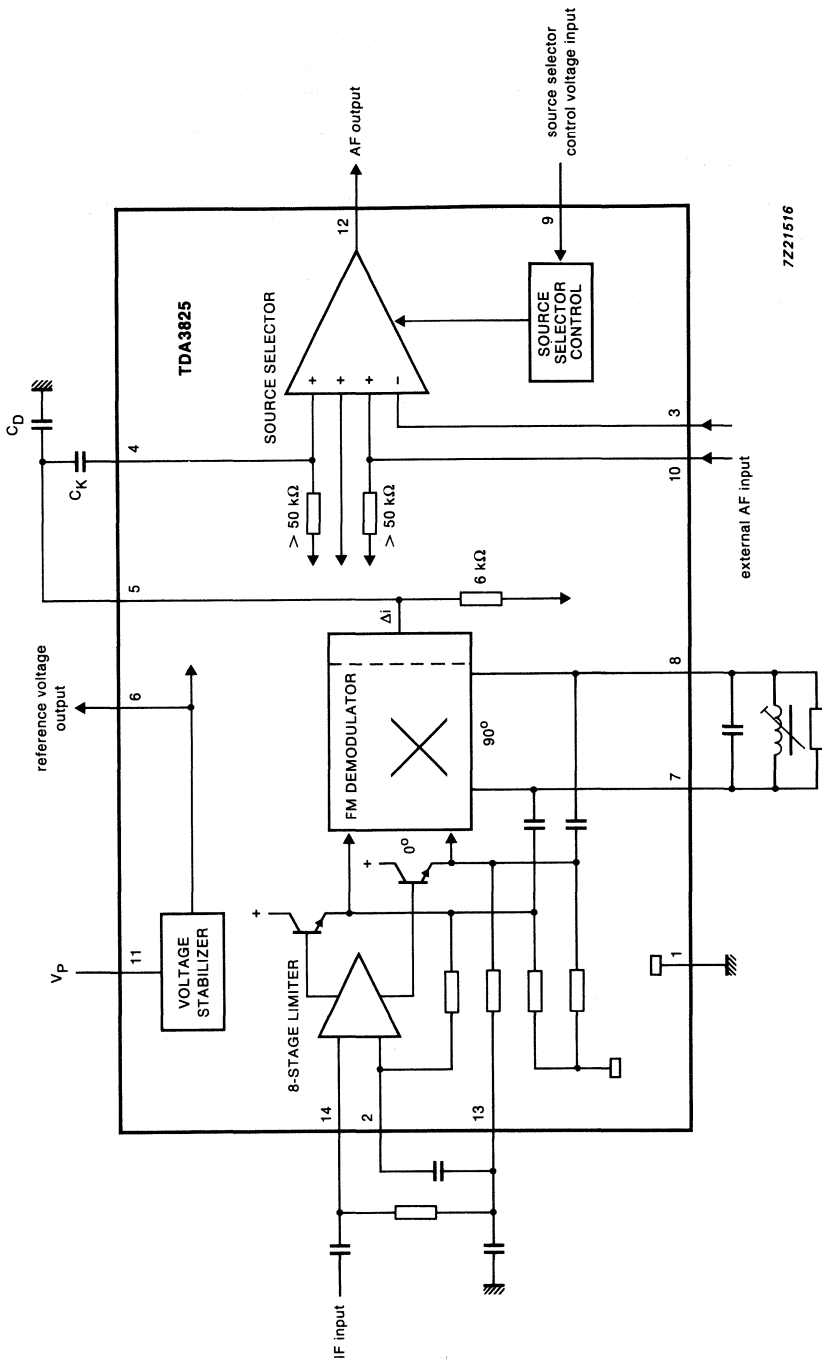 TDA3825
C_D
C_K
4
5
6
reference voltage
output
V_P
11
VOLTAGE
STABILIZER
SOURCE SELECTOR
+
+
+
−
12
AF output
> 50 kΩ
> 50 kΩ
SOURCE
SELECTOR
CONTROL
9
source selector
control voltage input
3
10
external AF input
Δi
6 kΩ
FM DEMODULATOR
0°
90°
+
+
8
7
8-STAGE LIMITER
14
2
13
IF input
1
7Z21516